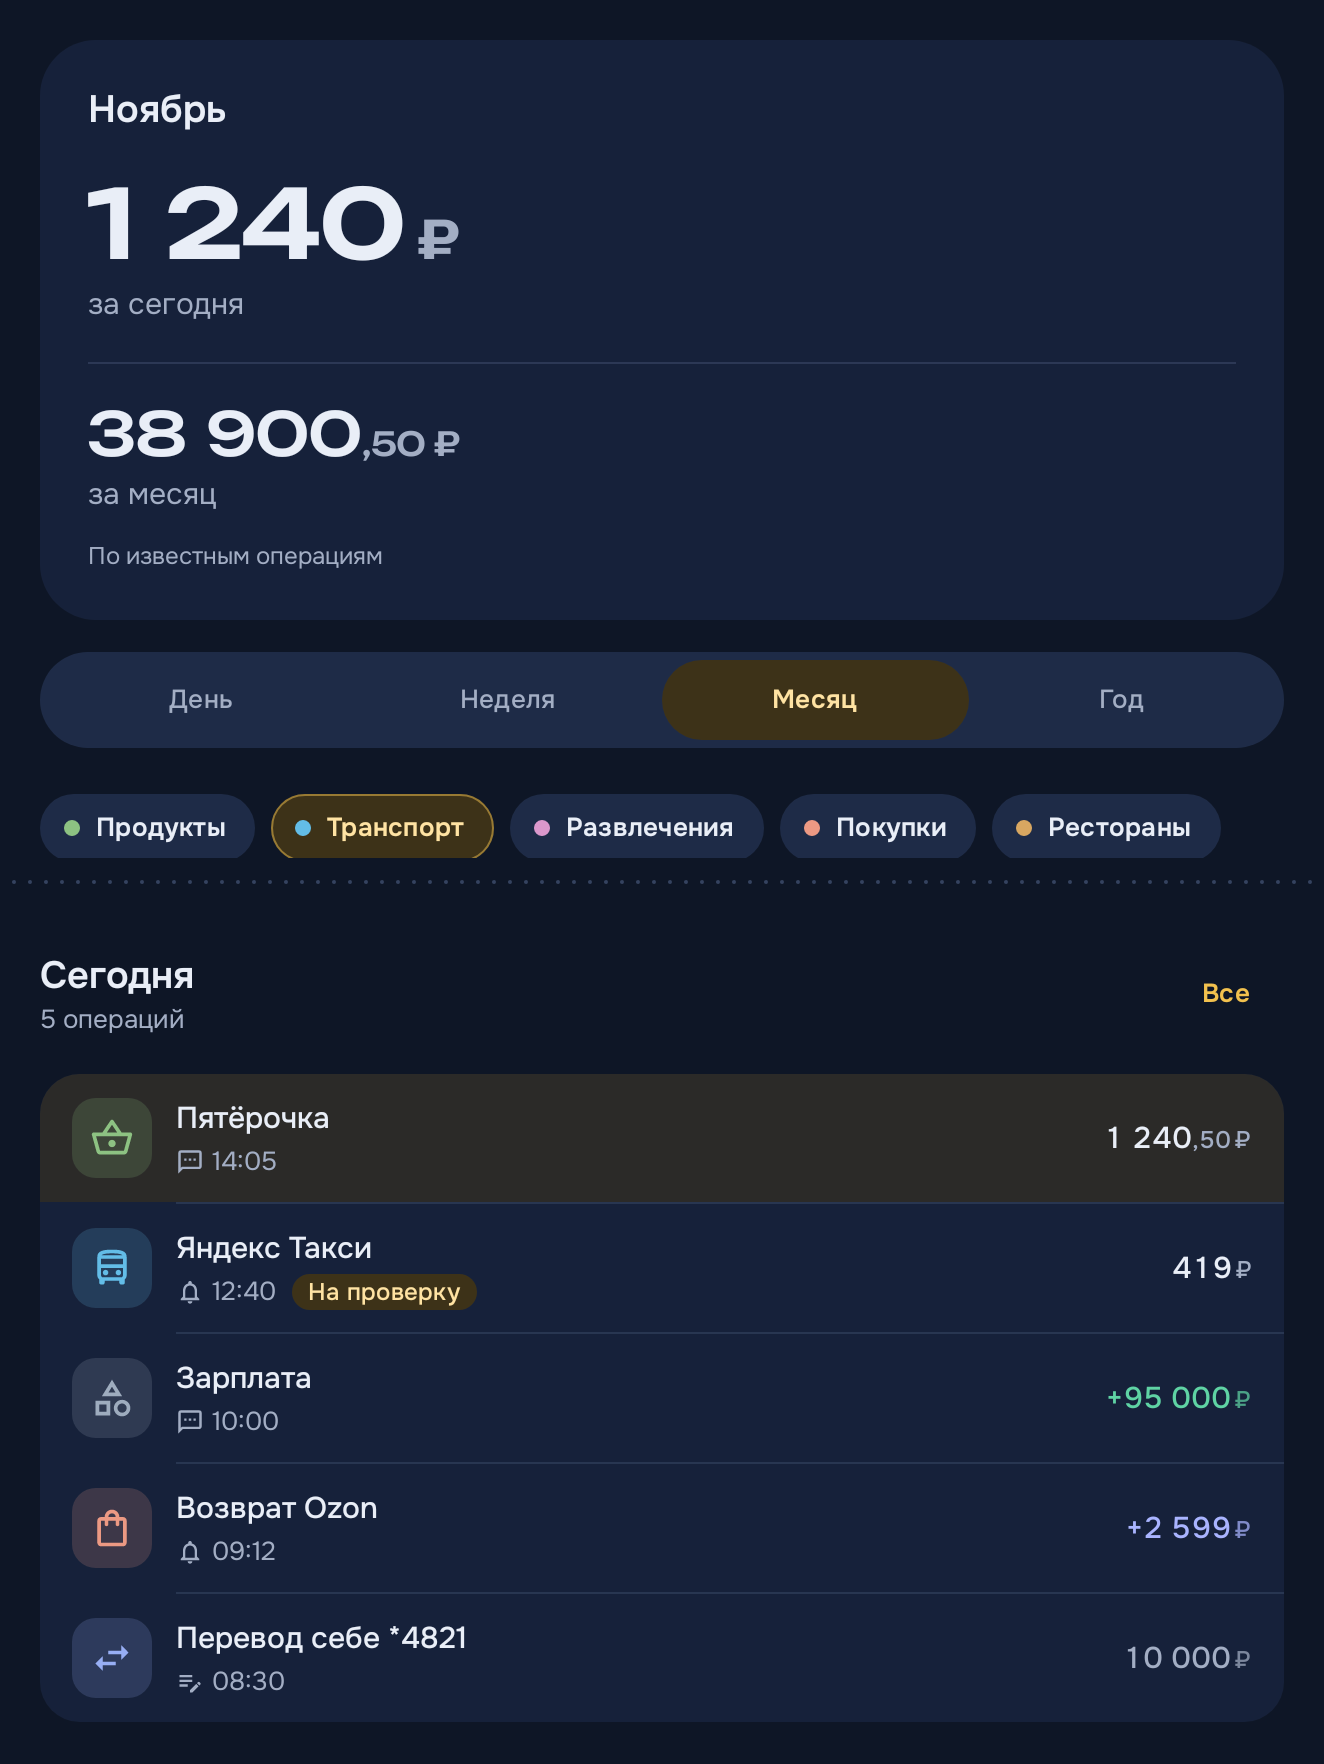 Ноябрь
1 240 ₽
за сегодня
38 900,50 ₽
за месяц
По известным операциям
День Неделя Месяц Год
Продукты Транспорт Развлечения Покупки Рестораны
Сегодня
5 операций
Все
Пятёрочка
14:05
1 240,50 ₽
Яндекс Такси
12:40 На проверку
419 ₽
Зарплата
10:00
+95 000 ₽
Возврат Ozon
09:12
+2 599 ₽
Перевод себе *4821
08:30
10 000 ₽